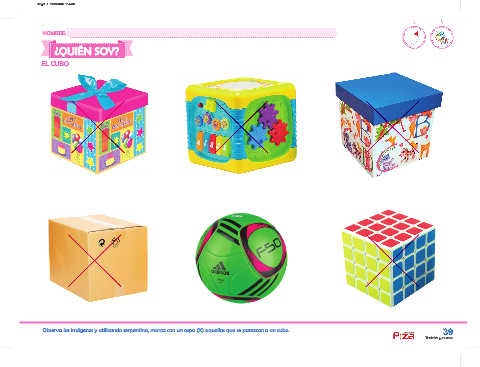 NOMBRE:
¿QUIÉN SOY?
EL CUBO
adidas
F50
Observa las imágenes y utilizando serpentina, marca con un aspa (X) aquellas que se parezcan a un cubo.
Pizza
39